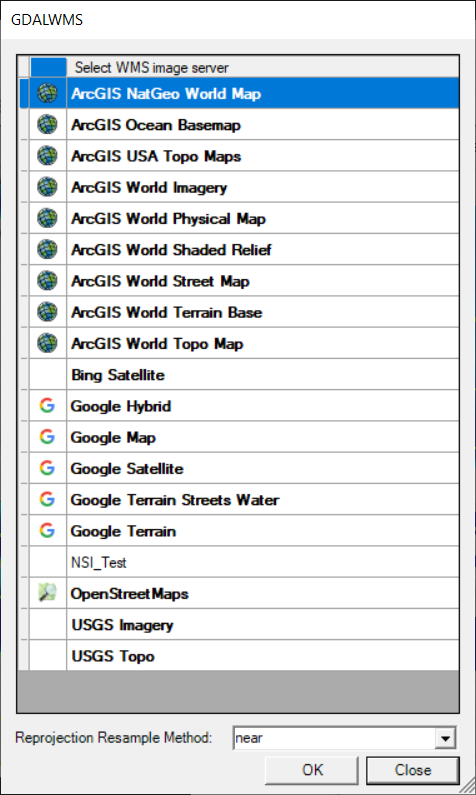 GDALWMS
Select WMS image server
ArcGIS NatGeo World Map
ArcGIS Ocean Basemap
ArcGIS USA Topo Maps
ArcGIS World Imagery
ArcGIS World Physical Map
ArcGIS World Shaded Relief
ArcGIS World Street Map
ArcGIS World Terrain Base
ArcGIS World Topo Map
Bing Satellite
Google Hybrid
Google Map
Google Satellite
Google Terrain Streets Water
Google Terrain
NSI_Test
OpenStreetMaps
USGS Imagery
USGS Topo
Reprojection Resample Method: near
OK Close